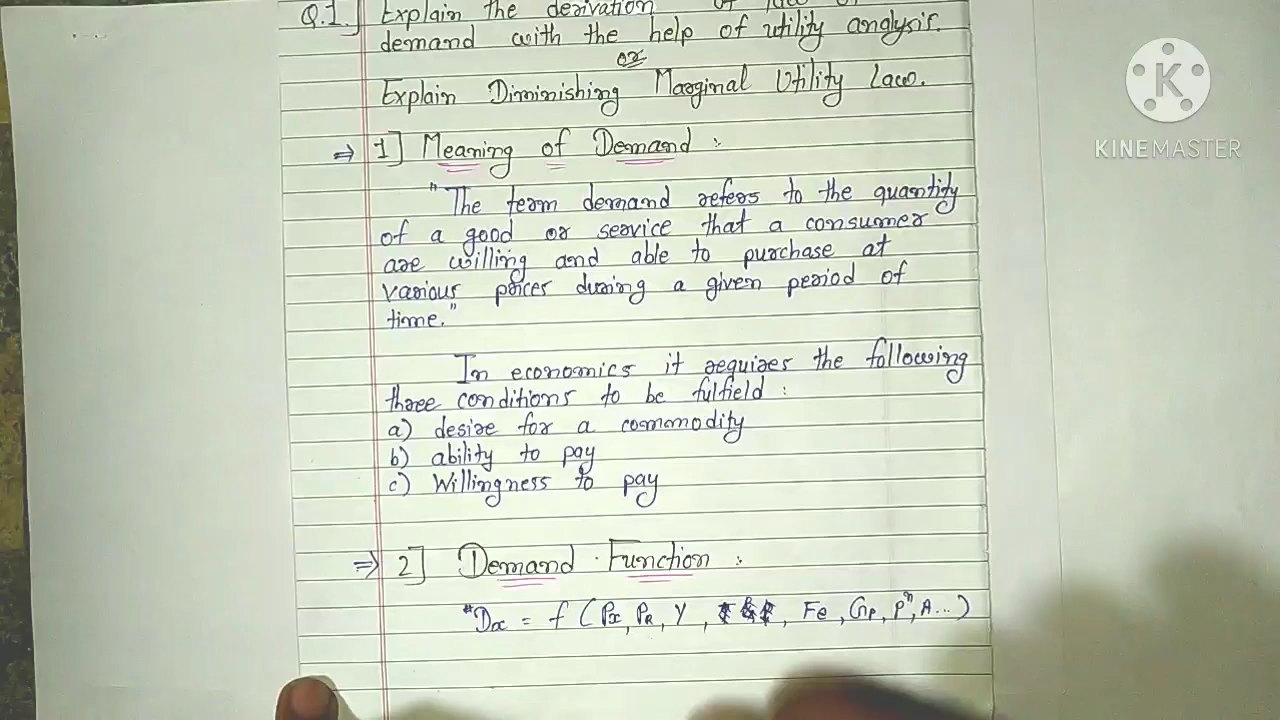 Q.1. Explain the derivation of law of
demand with the help of utility analysis.
or
Explain Diminishing Marginal Utility Law.
⇒ 1] Meaning of Demand :
"The term demand refers to the quantity
of a good or service that a consumer
are willing and able to purchase at
various prices during a given period of
time."
In economics it requires the following
three conditions to be fulfield :
a) desire for a commodity
b) ability to pay
c) Willingness to pay
⇒ 2] Demand Function :
"Dx = f (Px, PR, Y, , Fe, Gp, Pn, A...)
K
KINEMASTER